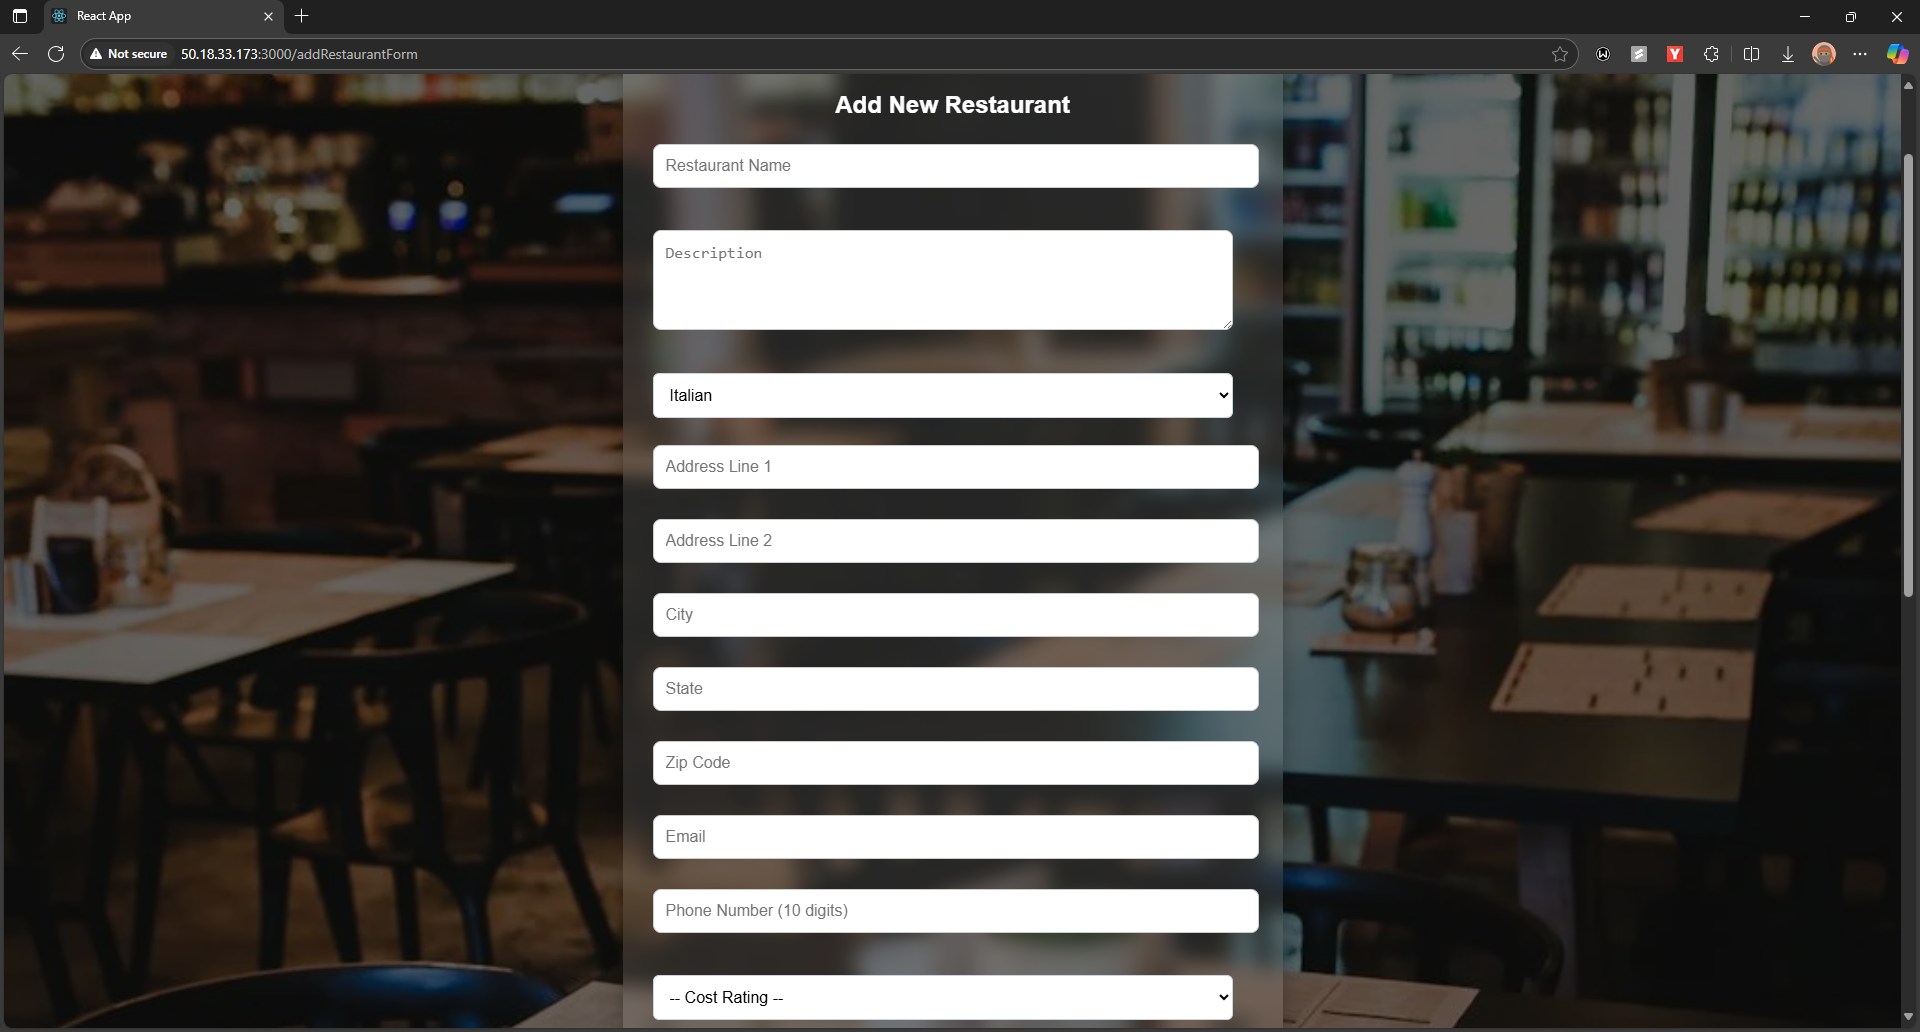 React App
Not secure
50.18.33.173:3000/addRestaurantForm
Add New Restaurant
Restaurant Name
Description
Italian
Address Line 1
Address Line 2
City
State
Zip Code
Email
Phone Number (10 digits)
-- Cost Rating --